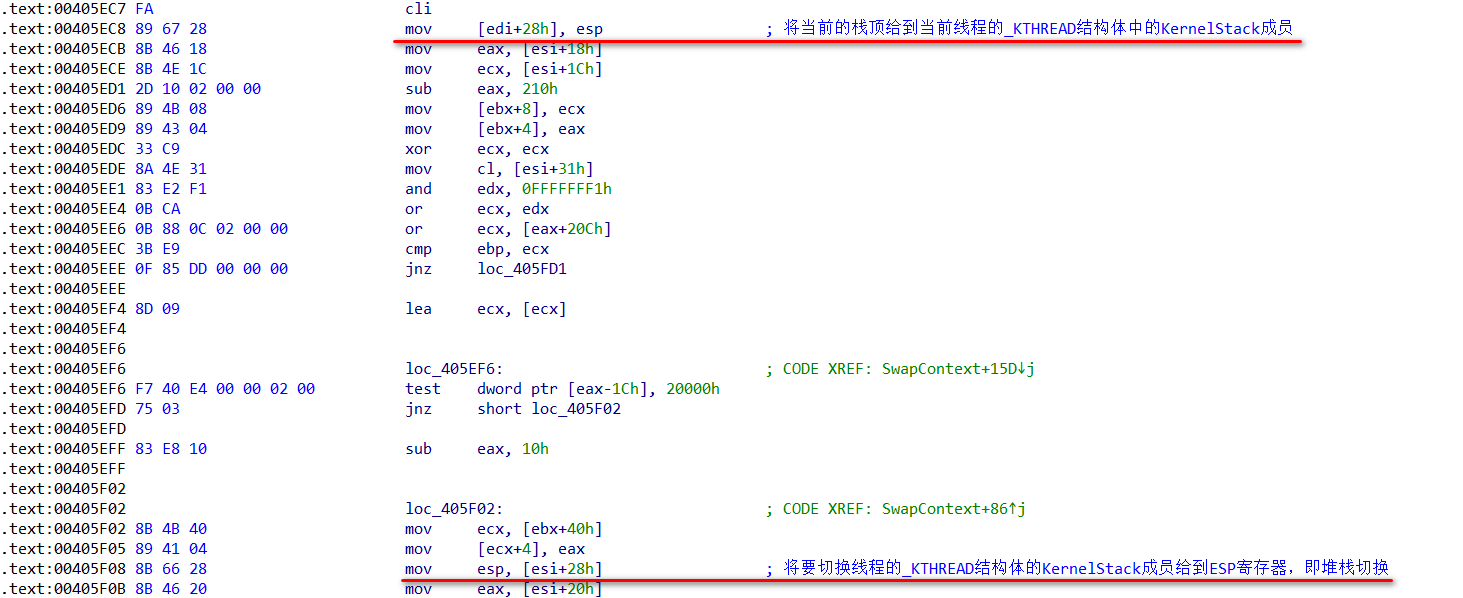 .text:00405EC7 FA cli
.text:00405EC8 89 67 28 mov [edi+28h], esp ; 将当前的栈顶给到当前线程的_KTHREAD结构体中的KernelStack成员
.text:00405ECB 8B 46 18 mov eax, [esi+18h]
.text:00405ECE 8B 4E 1C mov ecx, [esi+1Ch]
.text:00405ED1 2D 10 02 00 00 sub eax, 210h
.text:00405ED6 89 4B 08 mov [ebx+8], ecx
.text:00405ED9 89 43 04 mov [ebx+4], eax
.text:00405EDC 33 C9 xor ecx, ecx
.text:00405EDE 8A 4E 31 mov cl, [esi+31h]
.text:00405EE1 83 E2 F1 and edx, 0FFFFFFF1h
.text:00405EE4 0B CA or ecx, edx
.text:00405EE6 0B 88 0C 02 00 00 or ecx, [eax+20Ch]
.text:00405EEC 3B E9 cmp ebp, ecx
.text:00405EEE 0F 85 DD 00 00 00 jnz loc_405FD1
.text:00405EEE
.text:00405EF4 8D 09 lea ecx, [ecx]
.text:00405EF4
.text:00405EF6
.text:00405EF6 loc_405EF6: ; CODE XREF: SwapContext+15D↓j
.text:00405EF6 F7 40 E4 00 00 02 00 test dword ptr [eax-1Ch], 20000h
.text:00405EFD 75 03 jnz short loc_405F02
.text:00405EFD
.text:00405EFF 83 E8 10 sub eax, 10h
.text:00405EFF
.text:00405F02
.text:00405F02 loc_405F02: ; CODE XREF: SwapContext+86↑j
.text:00405F02 8B 4B 40 mov ecx, [ebx+40h]
.text:00405F05 89 41 04 mov [ecx+4], eax
.text:00405F08 8B 66 28 mov esp, [esi+28h] ; 将要切换线程的_KTHREAD结构体的KernelStack成员给到ESP寄存器，即堆栈切换
.text:00405F0B 8B 46 20 mov eax, [esi+20h]